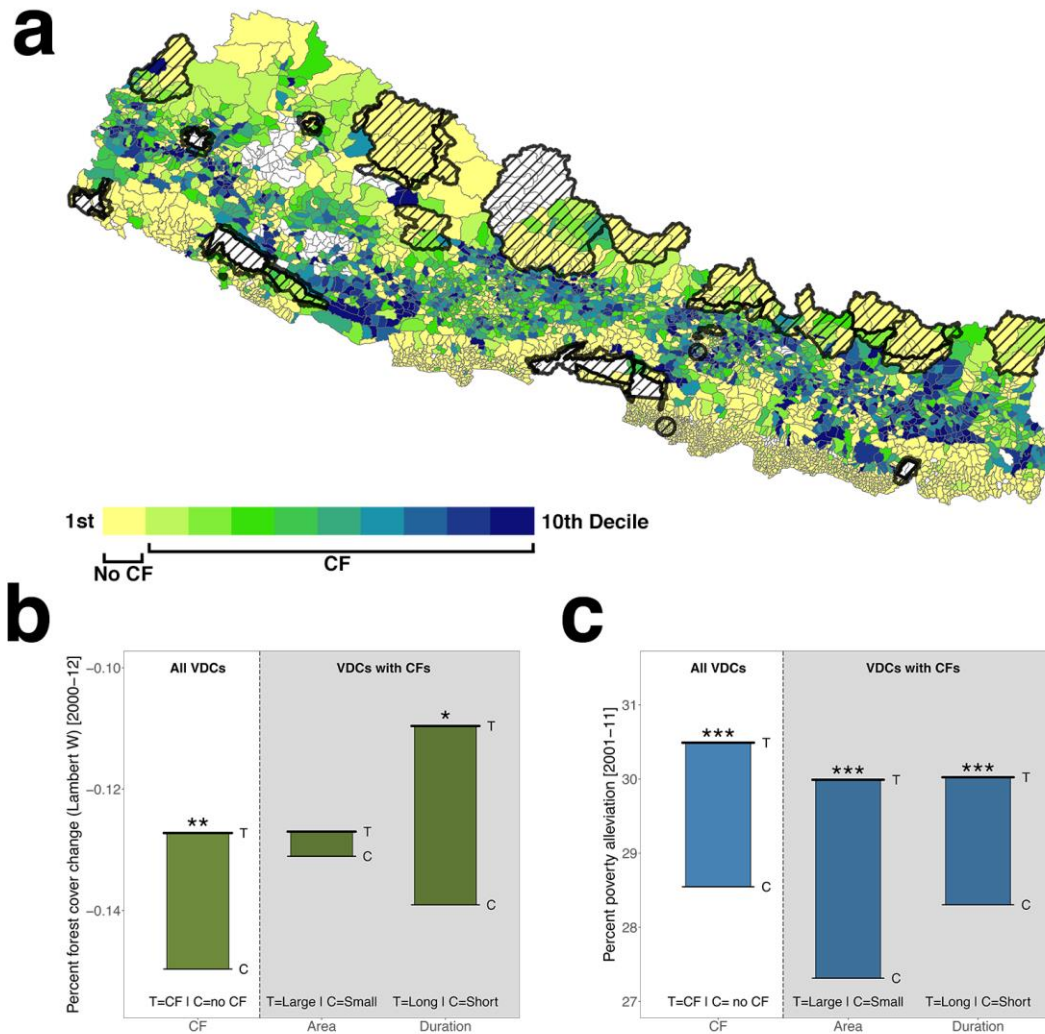 a
1st
10th Decile
No CF
CF
b
Percent forest cover change (Lambert W) [2000−12]
−0.10
−0.12
−0.14
All VDCs
VDCs with CFs
**
T
C
T
C
*
T
C
T=CF I C=no CF
T=Large I C=Small
T=Long I C=Short
CF
Area
Duration
c
Percent poverty alleviation [2001−11]
31
30
29
28
27
All VDCs
VDCs with CFs
***
T
C
***
T
C
***
T
C
T=CF I C= no CF
T=Large I C=Small
T=Long I C=Short
CF
Area
Duration